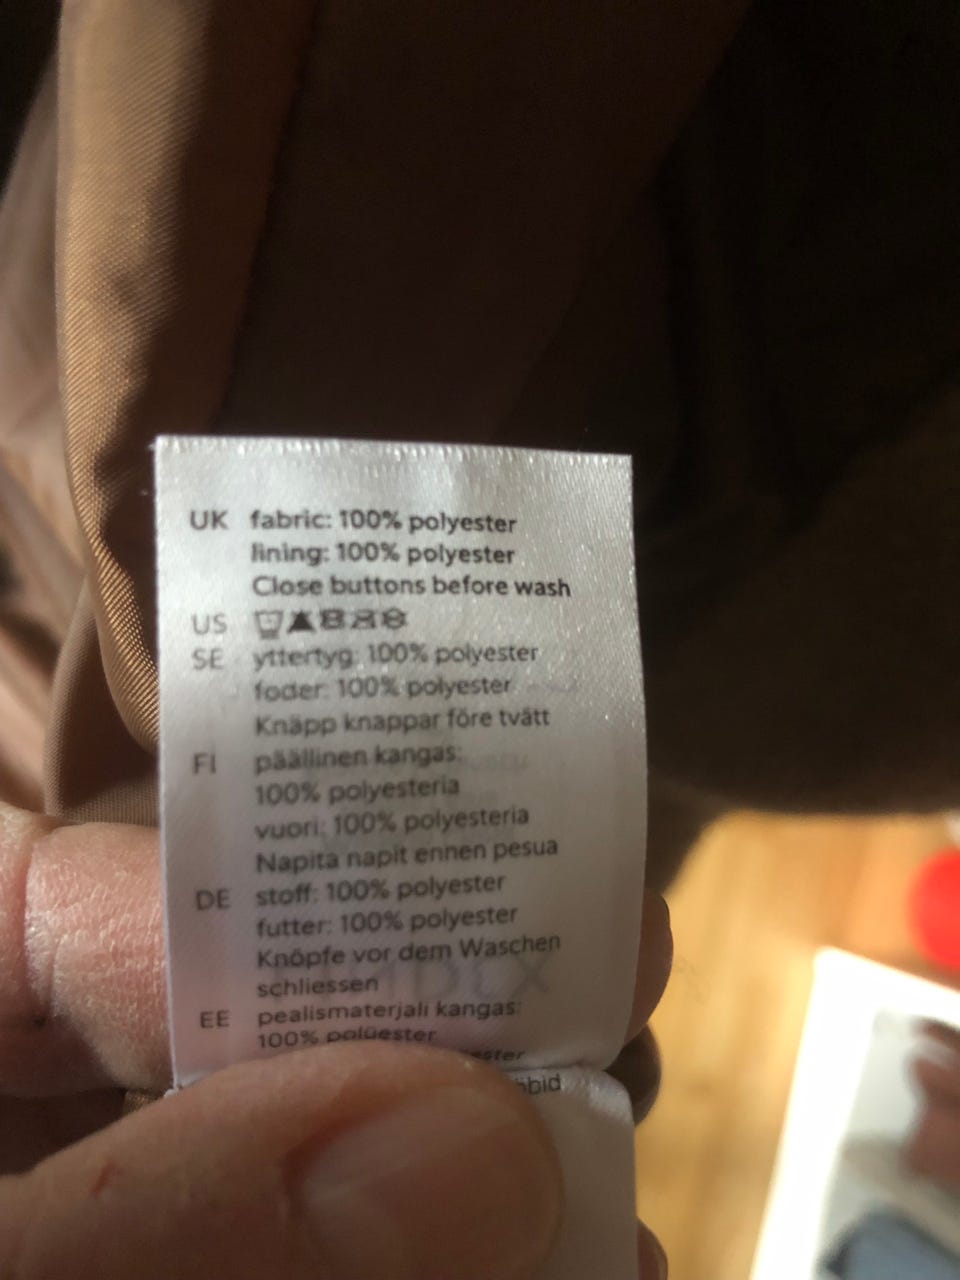 UK fabric: 100% polyester
lining: 100% polyester
Close buttons before wash
US
SE yttertyg: 100% polyester
foder: 100% polyester
Knäpp knappar före tvätt
FI päällinen kangas:
100% polyesteria
vuori: 100% polyesteria
Napita napit ennen pesua
DE stoff: 100% polyester
futter: 100% polyester
Knöpfe vor dem Waschen
schliessen
EE pealismaterjali kangas:
100% polüester